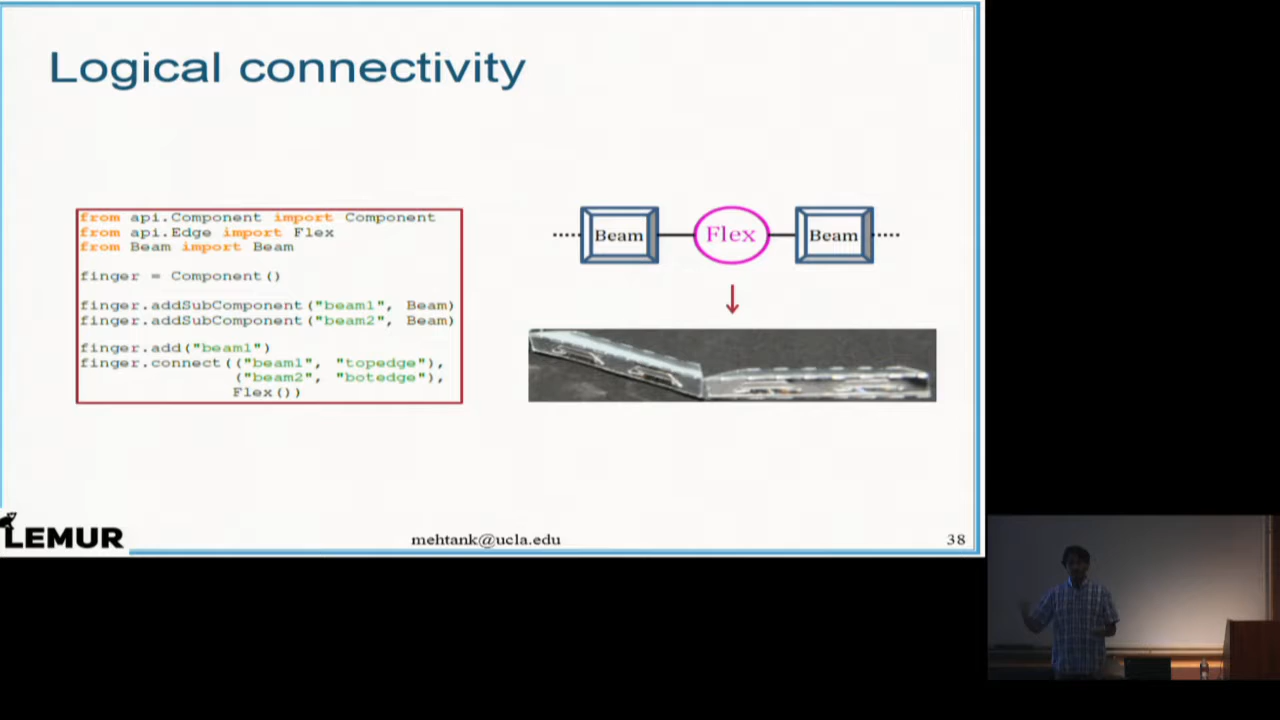 Logical connectivity
from api.Component import Component
from api.Edge import Flex
from Beam import Beam
finger = Component()
finger.addSubComponent("beam1", Beam)
finger.addSubComponent("beam2", Beam)
finger.add("beam1")
finger.connect(("beam1", "topedge"),
("beam2", "botedge"),
Flex())
Beam
Flex
Beam
LEMUR
mehtank@ucla.edu
38